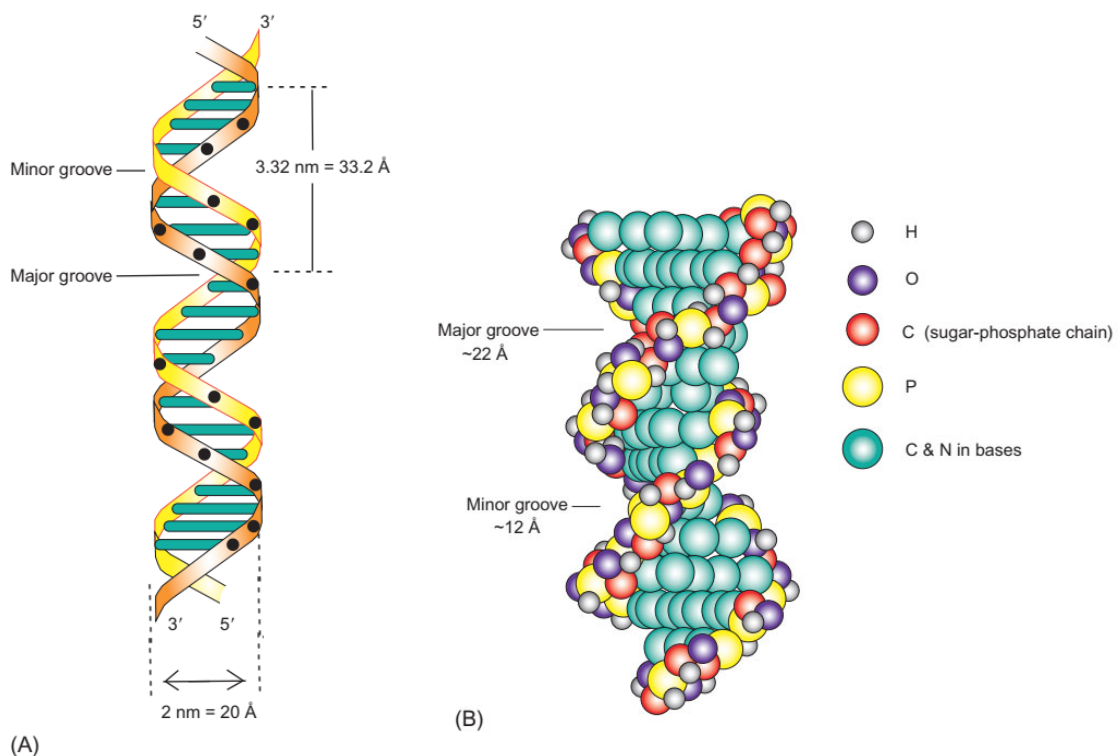 5′ 3′
Minor groove
3.32 nm = 33.2 Å
Major groove
3′ 5′
2 nm = 20 Å
(A)
Major groove
~22 Å
Minor groove
~12 Å
(B)
H
O
C (sugar-phosphate chain)
P
C & N in bases